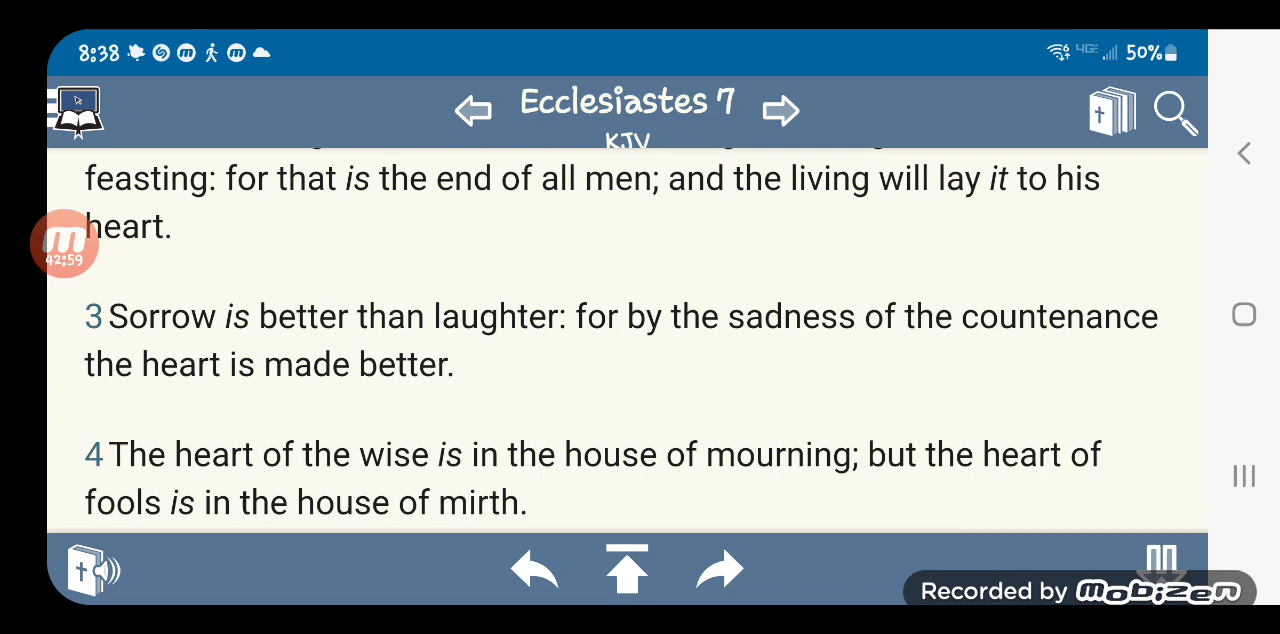 8:38
4GE 50%
Ecclesiastes 7
KJV
feasting: for that is the end of all men; and the living will lay it to his
heart.
42:59
3 Sorrow is better than laughter: for by the sadness of the countenance
the heart is made better.
4 The heart of the wise is in the house of mourning; but the heart of
fools is in the house of mirth.
Recorded by mobizen